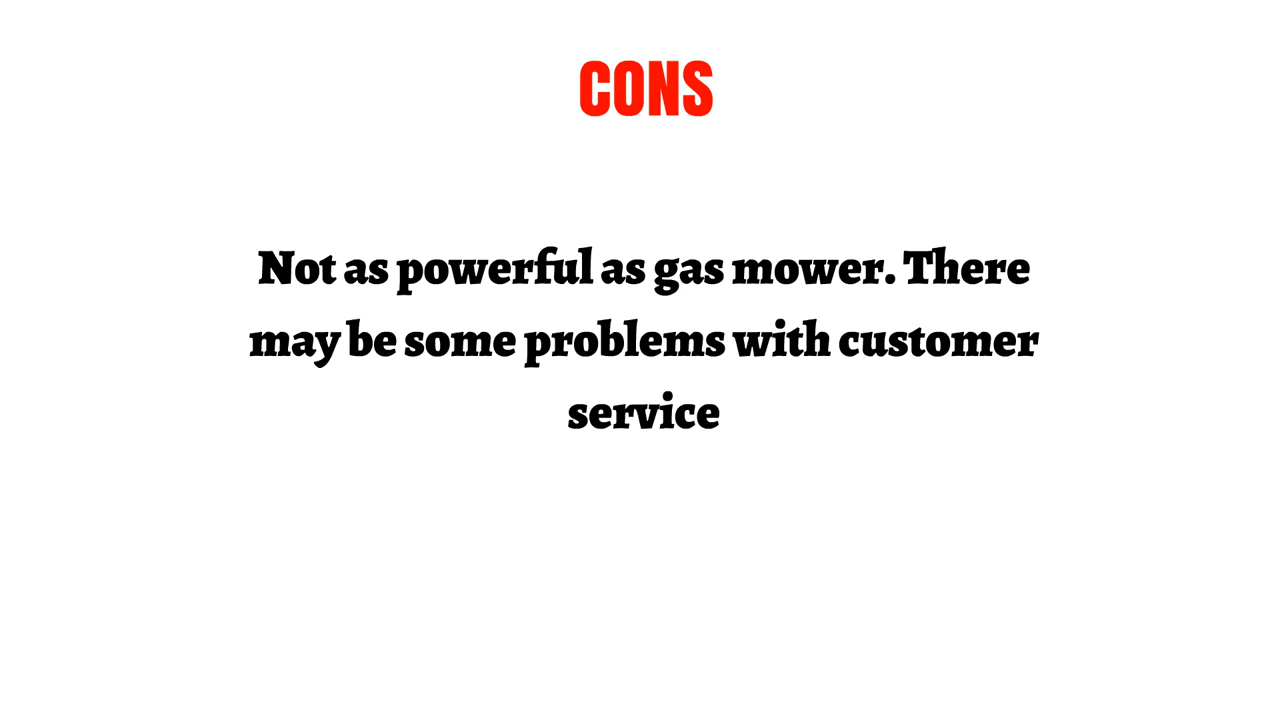 CONS
Not as powerful as gas mower. There
may be some problems with customer
service